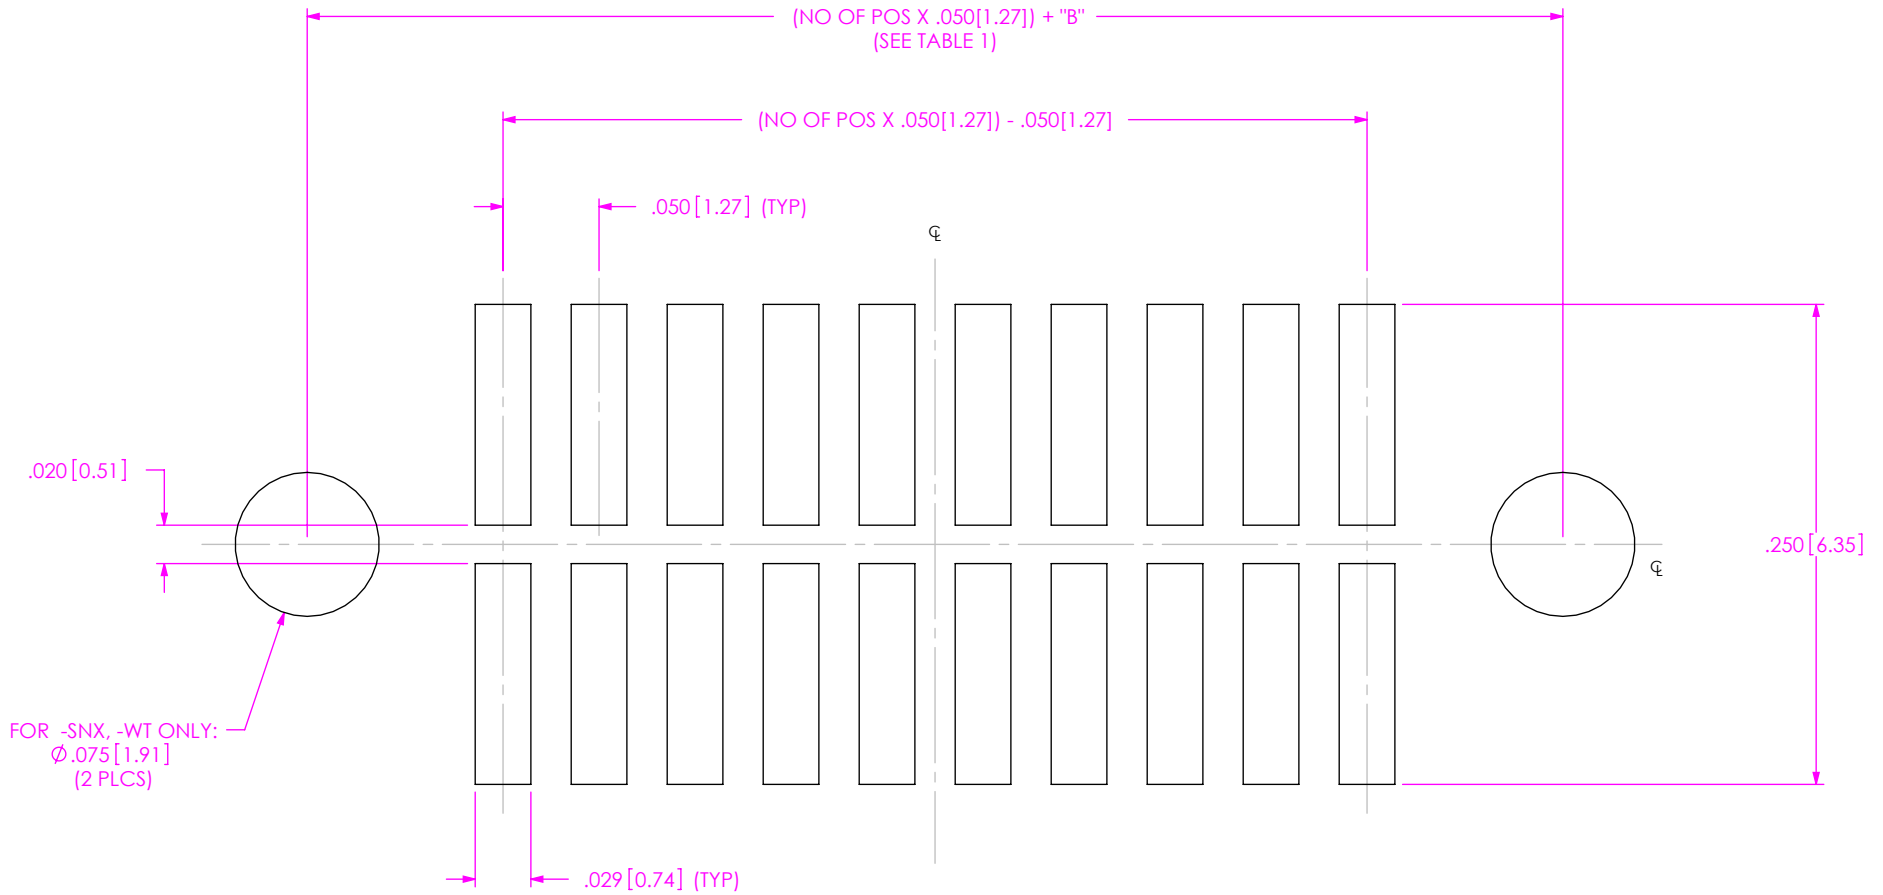 (NO OF POS X .050[1.27]) + "B"
(SEE TABLE 1)
(NO OF POS X .050[1.27]) - .050[1.27]
.050[1.27] (TYP)
℄
.020[0.51]
.250[6.35]
℄
FOR -SNX, -WT ONLY:
Ø.075[1.91]
(2 PLCS)
.029[0.74] (TYP)